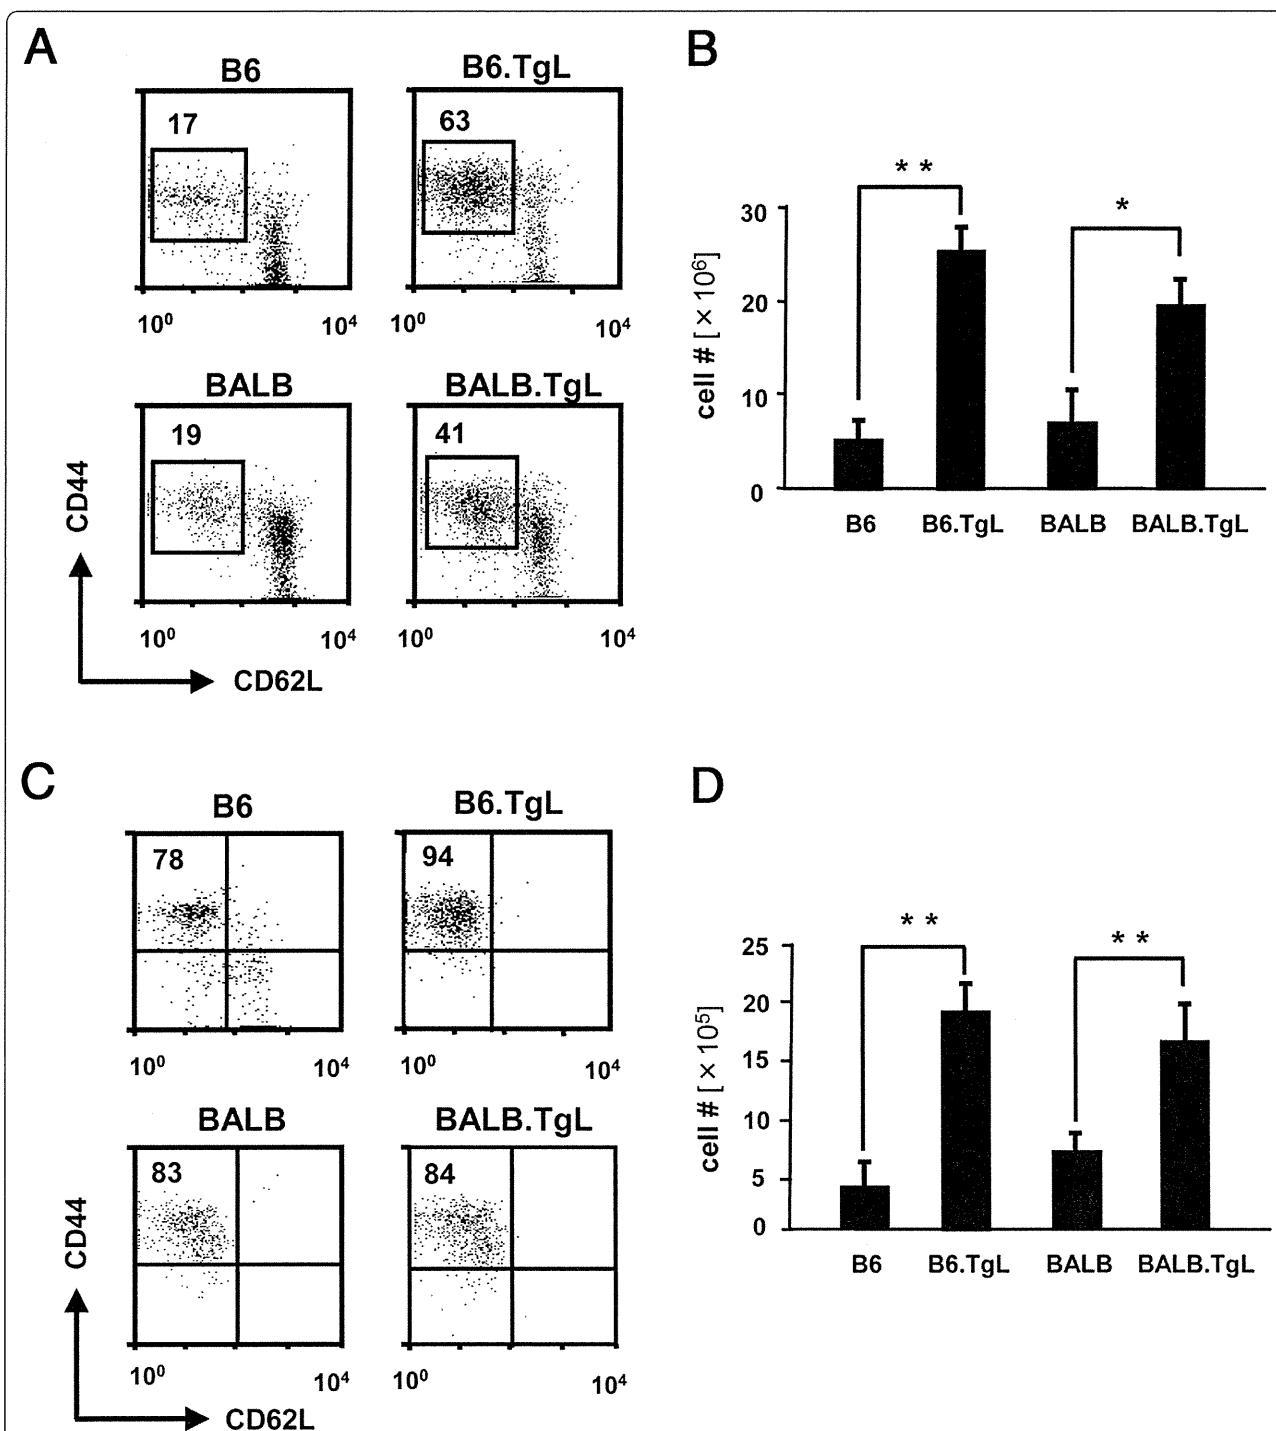 A
B6
17
10⁰ 10⁴
B6.TgL
63
10⁰ 10⁴
BALB
19
10⁰ 10⁴
BALB.TgL
41
10⁰ 10⁴
CD44
CD62L
B
cell # [ × 10⁶]
30
20
10
0
* *
*
B6 B6.TgL BALB BALB.TgL
C
B6
78
10⁰ 10⁴
B6.TgL
94
10⁰ 10⁴
BALB
83
10⁰ 10⁴
BALB.TgL
84
10⁰ 10⁴
CD44
CD62L
D
cell # [ × 10⁵]
25
20
15
10
5
0
* *
* *
B6 B6.TgL BALB BALB.TgL